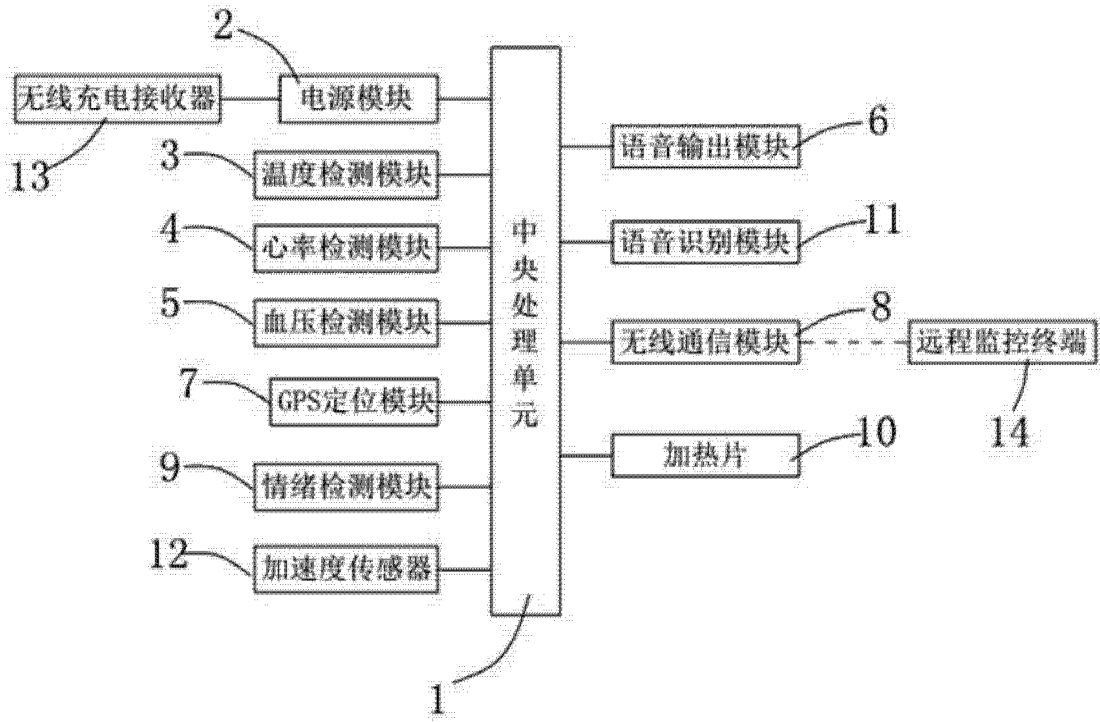 2
无线充电接收器
电源模块
13
6
语音输出模块
3
温度检测模块
4
心率检测模块
11
语音识别模块
5
血压检测模块
8
无线通信模块
远程监控终端
14
7
GPS定位模块
10
加热片
9
情绪检测模块
12
加速度传感器
中央处理单元
1